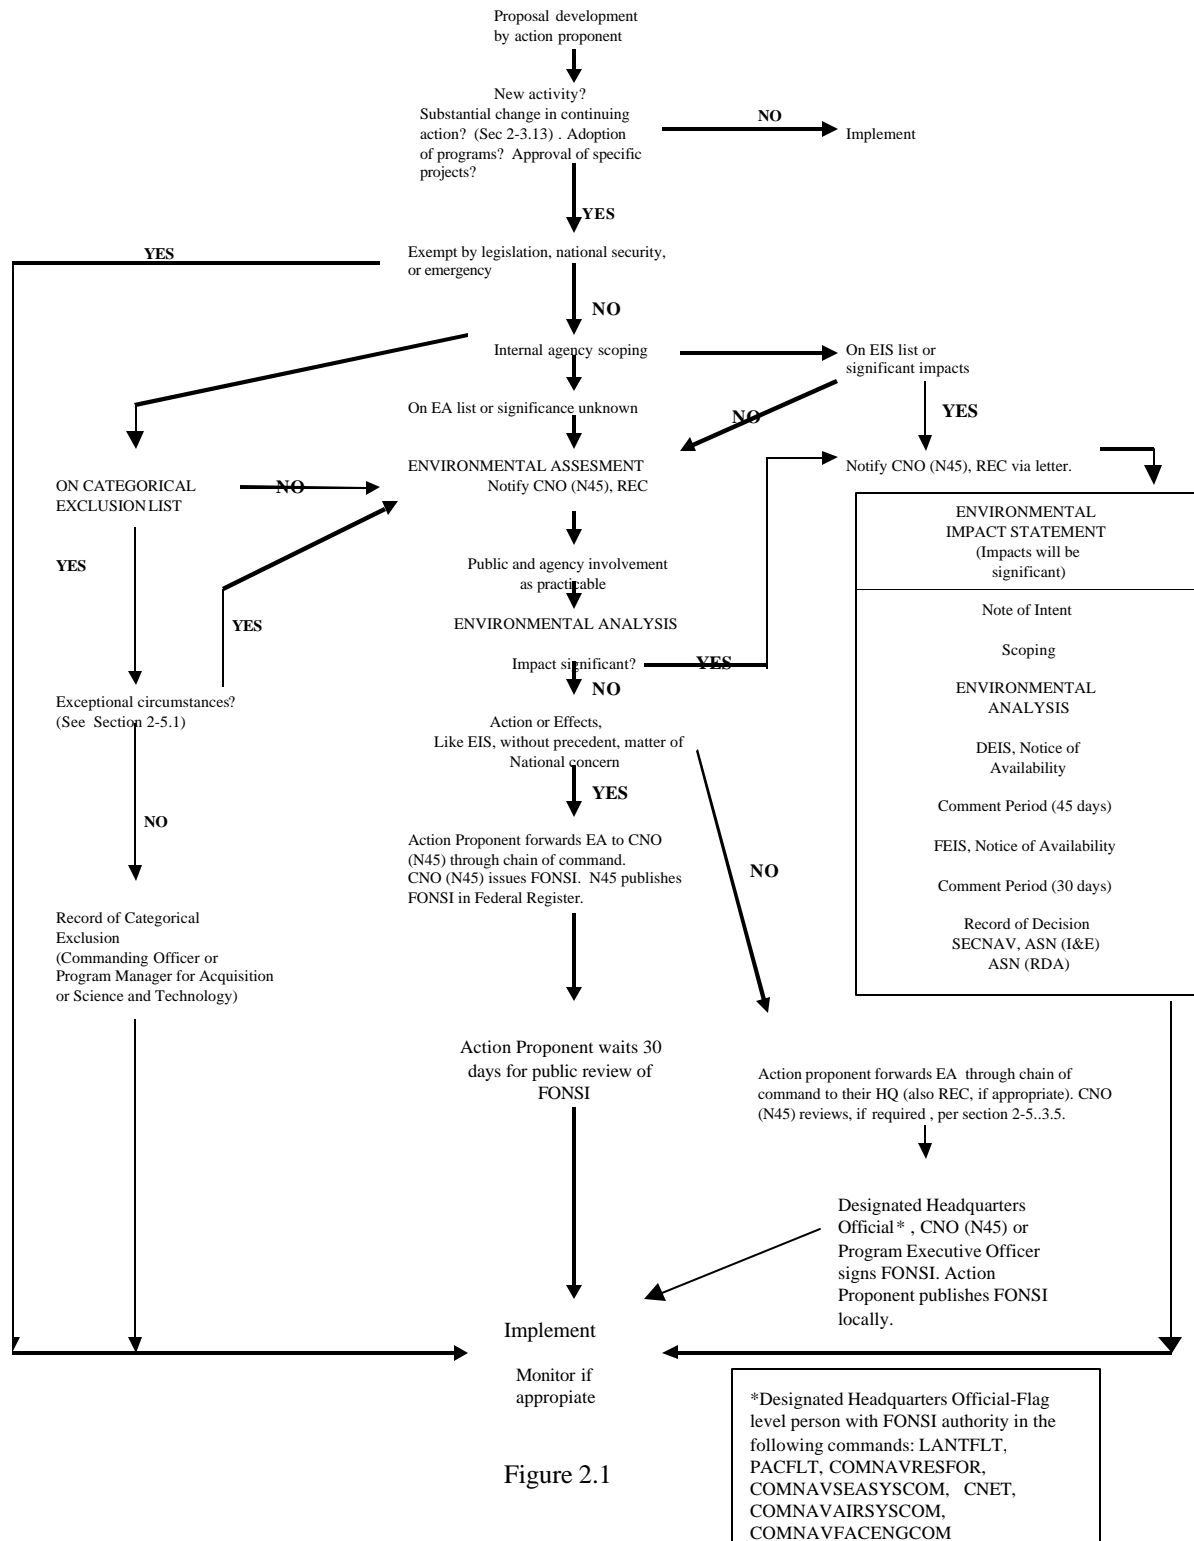 Proposal development
by action proponent
New activity?
Substantial change in continuing
action? (Sec 2-3.13) . Adoption
of programs? Approval of specific
projects?
NO
Implement
YES
YES
Exempt by legislation, national security,
or emergency
NO
Internal agency scoping
On EIS list or
significant impacts
On EA list or significance unknown
NO
YES
ENVIRONMENTAL ASSESMENT
Notify CNO (N45), REC
Notify CNO (N45), REC via letter.
ON CATEGORICAL
EXCLUSION LIST
NO
YES
ENVIRONMENTAL
IMPACT STATEMENT
(Impacts will be
significant)
Public and agency involvement
as practicable
YES
ENVIRONMENTAL ANALYSIS
Impact significant?
YES
NO
Note of Intent
Scoping
ENVIRONMENTAL
ANALYSIS
DEIS, Notice of
Availability
Comment Period (45 days)
FEIS, Notice of Availability
Comment Period (30 days)
Record of Decision
SECNAV, ASN (I&E)
ASN (RDA)
Exceptional circumstances?
(See Section 2-5.1)
Action or Effects,
Like EIS, without precedent, matter of
National concern
YES
NO
Action Proponent forwards EA to CNO
(N45) through chain of command.
CNO (N45) issues FONSI. N45 publishes
FONSI in Federal Register.
NO
Record of Categorical
Exclusion
(Commanding Officer or
Program Manager for Acquisition
or Science and Technology)
Action Proponent waits 30
days for public review of
FONSI
Action proponent forwards EA through chain of
command to their HQ (also REC, if appropriate). CNO
(N45) reviews, if required , per section 2-5..3.5.
Designated Headquarters
Official* , CNO (N45) or
Program Executive Officer
signs FONSI. Action
Proponent publishes FONSI
locally.
Implement
Monitor if
appropiate
*Designated Headquarters Official-Flag
level person with FONSI authority in the
following commands: LANTFLT,
PACFLT, COMNAVRESFOR,
COMNAVSEASYSCOM, CNET,
COMNAVAIRSYSCOM,
COMNAVFACENGCOM
Figure 2.1